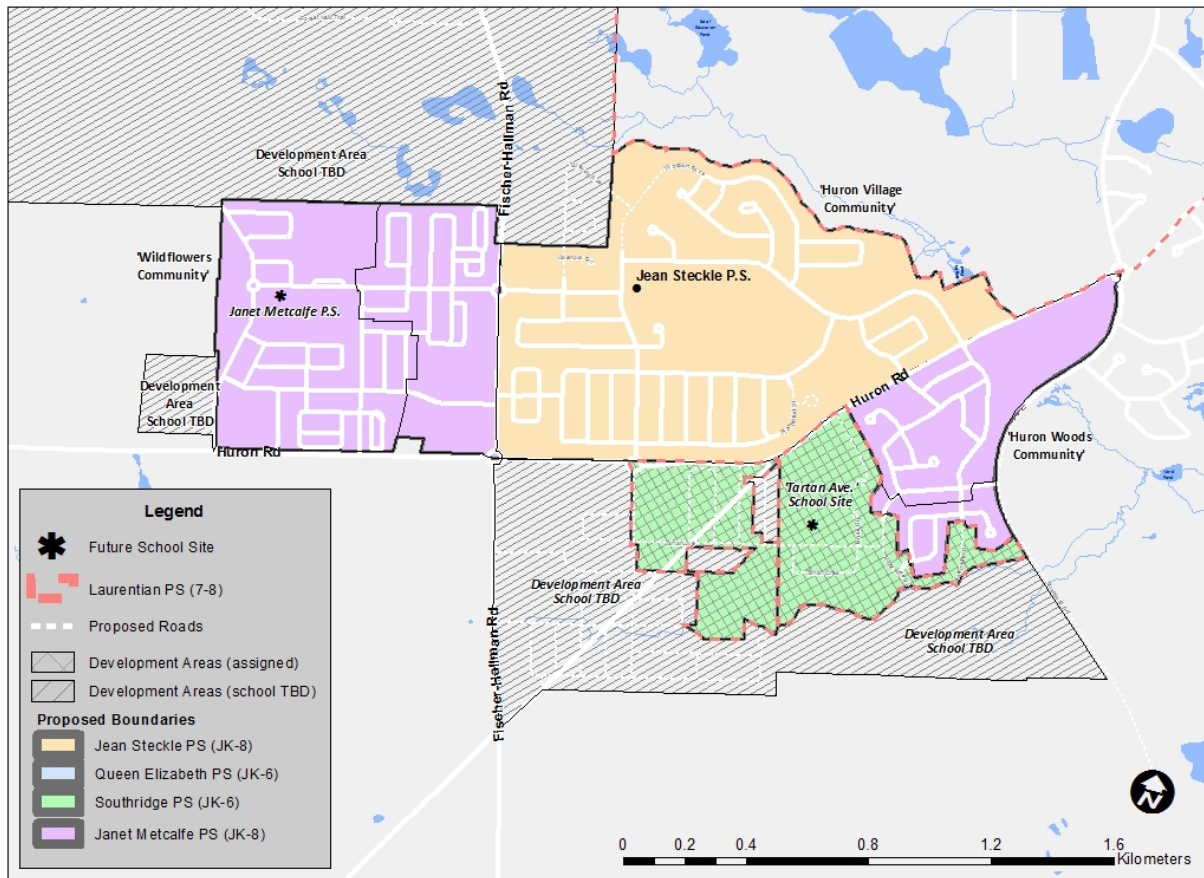 Development Area
School TBD
Fischer-Hallman Rd
'Huron Village
Community'
'Wildflowers
Community'
Jean Steckle P.S.
Janet Metcalfe P.S.
Development
Area
School TBD
Huron Rd
Huron Rd
'Huron Woods
Community'
'Tartan Ave.'
School Site
Development Area
School TBD
Development Area
School TBD
Fischer-Hallman Rd
Legend
Future School Site
Laurentian PS (7-8)
Proposed Roads
Development Areas (assigned)
Development Areas (school TBD)
Proposed Boundaries
Jean Steckle PS (JK-8)
Queen Elizabeth PS (JK-6)
Southridge PS (JK-6)
Janet Metcalfe PS (JK-8)
N
0 0.2 0.4 0.8 1.2 1.6
Kilometers